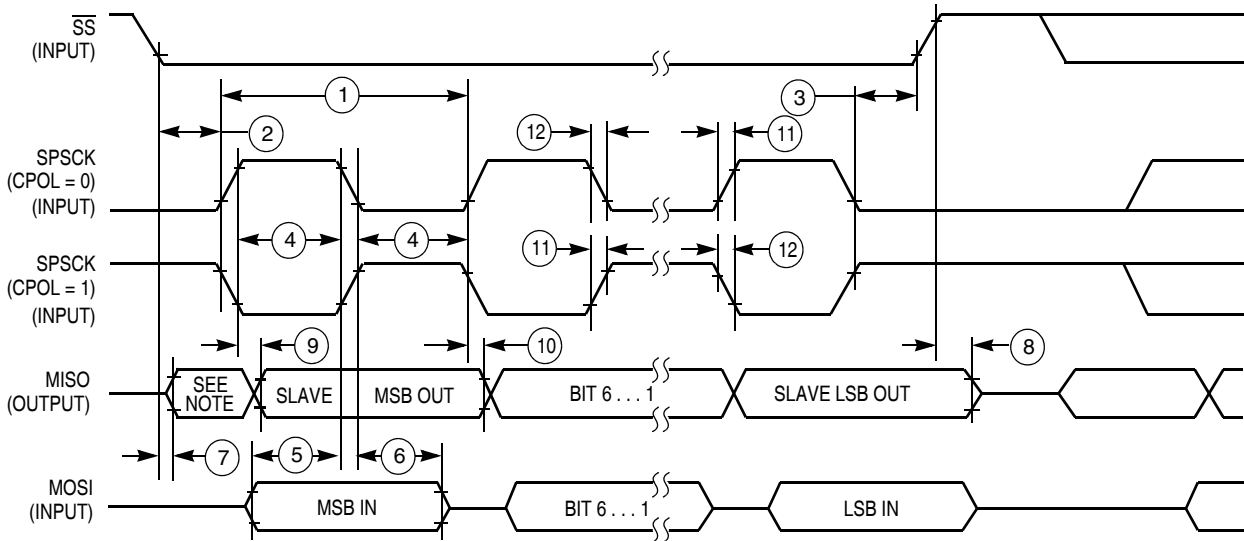 SS
(INPUT)
1
3
2
12
11
SPSCK
(CPOL = 0)
(INPUT)
4
4
11
12
SPSCK
(CPOL = 1)
(INPUT)
9
10
8
MISO
(OUTPUT)
SEE
NOTE
SLAVE
MSB OUT
BIT 6 . . . 1
SLAVE LSB OUT
7
5
6
MOSI
(INPUT)
MSB IN
BIT 6 . . . 1
LSB IN